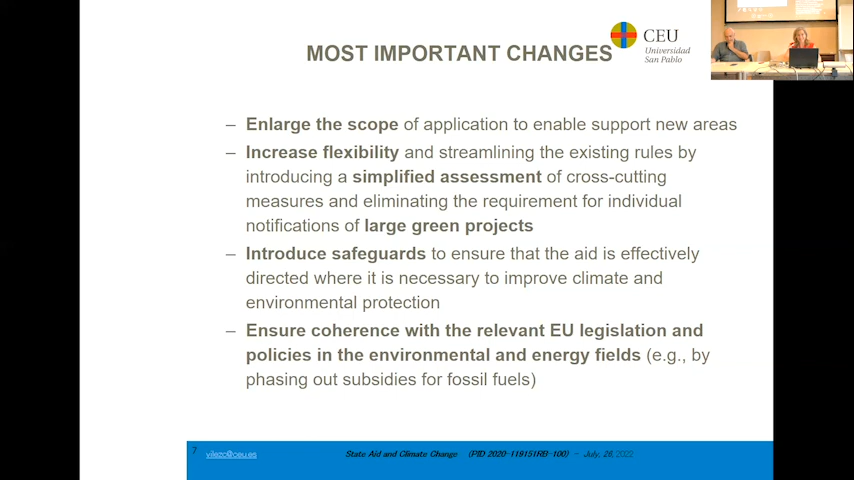 MOST IMPORTANT CHANGES
CEU
Universidad
San Pablo
– Enlarge the scope of application to enable support new areas
– Increase flexibility and streamlining the existing rules by
introducing a simplified assessment of cross-cutting
measures and eliminating the requirement for individual
notifications of large green projects
– Introduce safeguards to ensure that the aid is effectively
directed where it is necessary to improve climate and
environmental protection
– Ensure coherence with the relevant EU legislation and
policies in the environmental and energy fields (e.g., by
phasing out subsidies for fossil fuels)
7 vilezc@ceu.es State Aid and Climate Change (PID 2020-119151RB-100) – July, 26, 2022